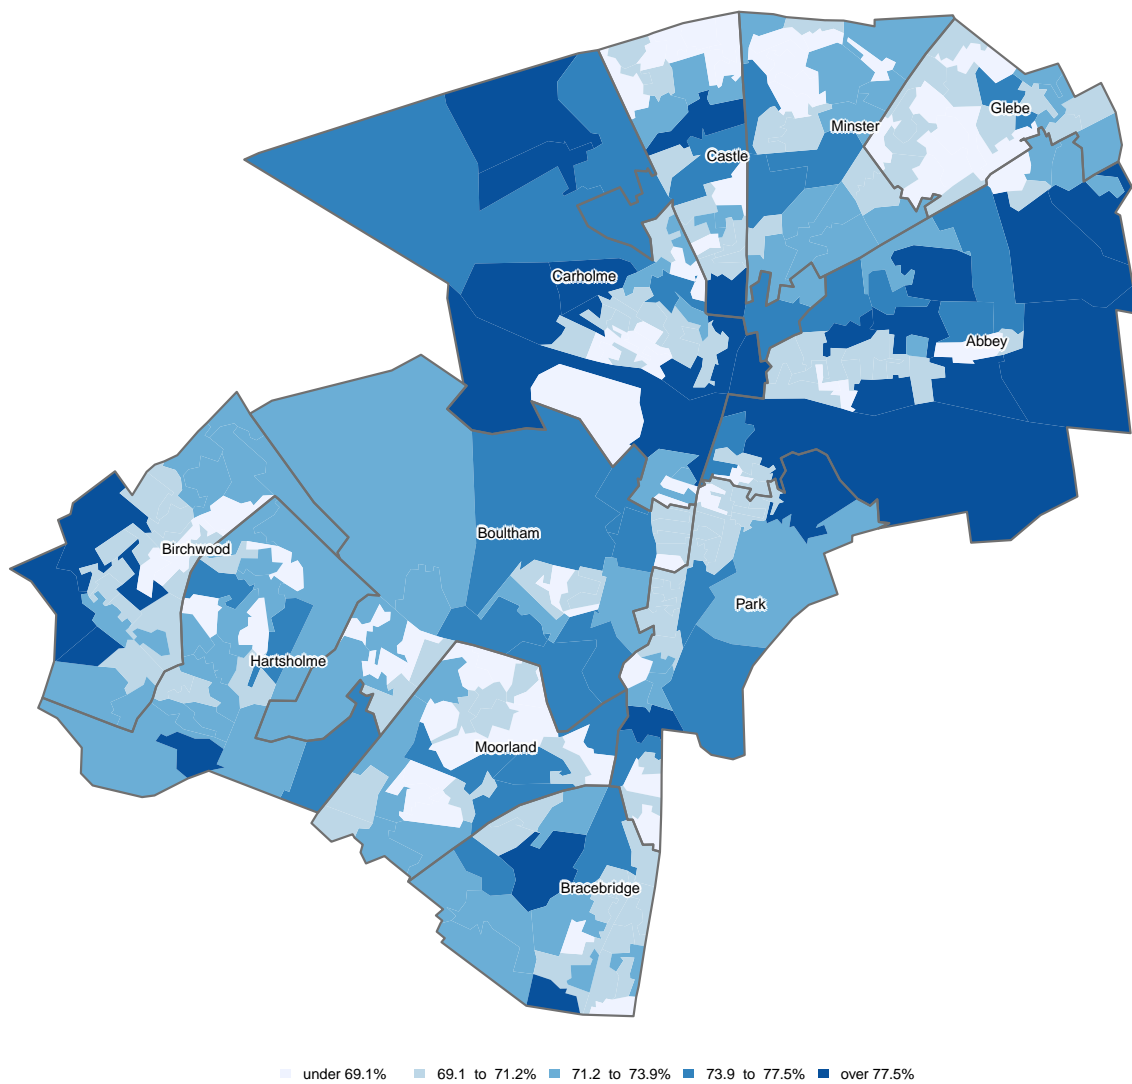 Glebe
Minster
Castle
Carholme
Abbey
Boultham
Birchwood
Park
Hartsholme
Moorland
Bracebridge
under 69.1% 69.1 to 71.2% 71.2 to 73.9% 73.9 to 77.5% over 77.5%